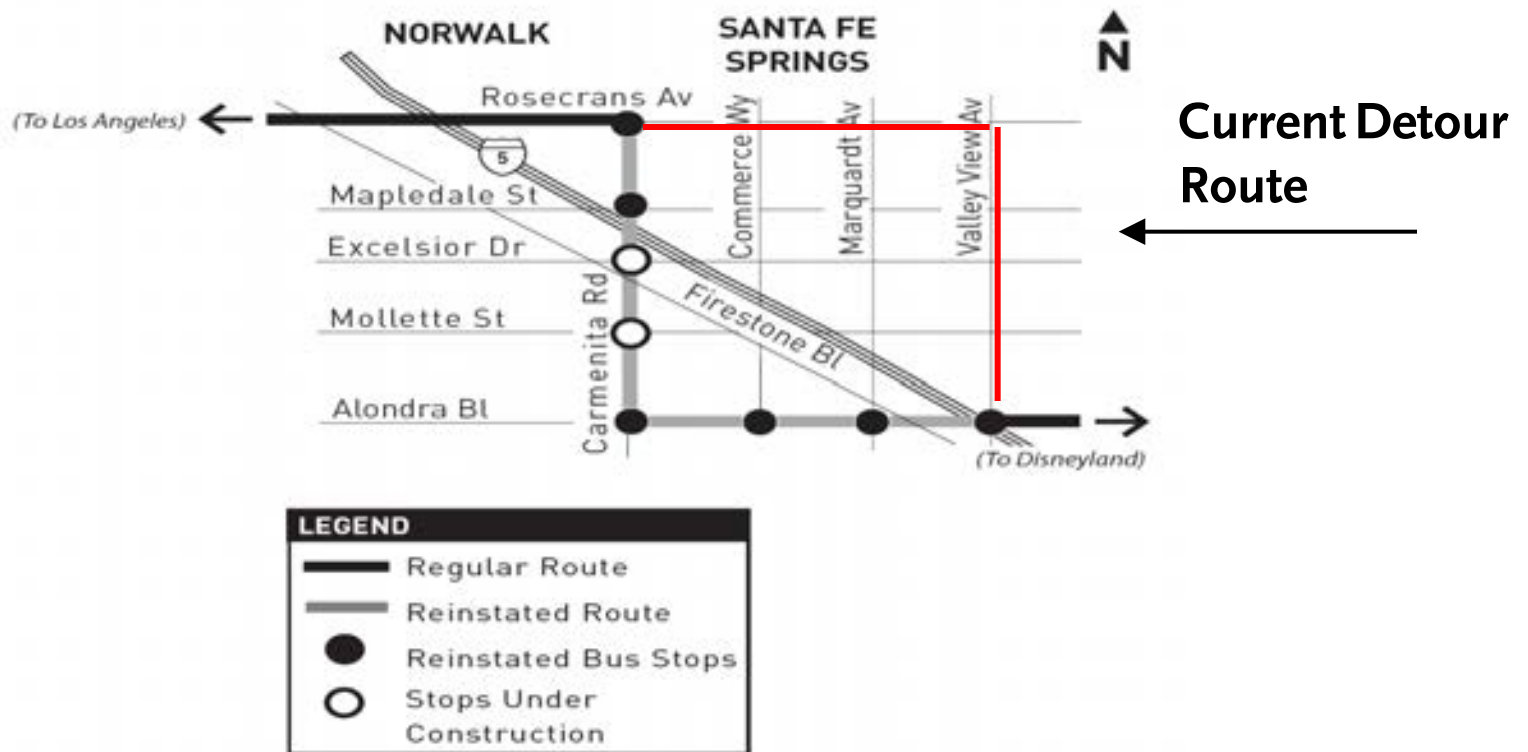 NORWALK
SANTA FE
SPRINGS
N
Rosecrans Av
(To Los Angeles)
Current Detour
Route
5
Commerce Wy
Marquardt Av
Valley View Av
Mapledale St
Excelsior Dr
Carmenita Rd
Firestone Bl
Mollette St
Alondra Bl
(To Disneyland)
LEGEND
Regular Route
Reinstated Route
Reinstated Bus Stops
Stops Under
Construction